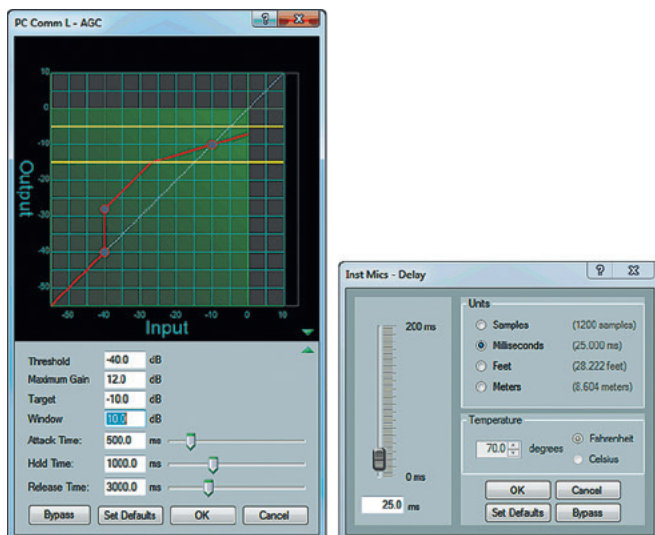 PC Comm L - AGC
?
10
0
-10
-20
-30
-40
-50
Output
-50 -40 -30 -20 -10 0 10
Input
Threshold -40.0 dB
Maximum Gain 12.0 dB
Target -10.0 dB
Window 10.0 dB
Attack Time: 500.0 ms
Hold Time: 1000.0 ms
Release Time: 3000.0 ms
Bypass Set Defaults OK Cancel
Inst Mics - Delay
?
200 ms
0 ms
25.0 ms
Units
Samples (1200 samples)
Milliseconds (25.000 ms)
Feet (28.222 feet)
Meters (8.604 meters)
Temperature
70.0 degrees
Fahrenheit
Celsius
OK Cancel
Set Defaults Bypass